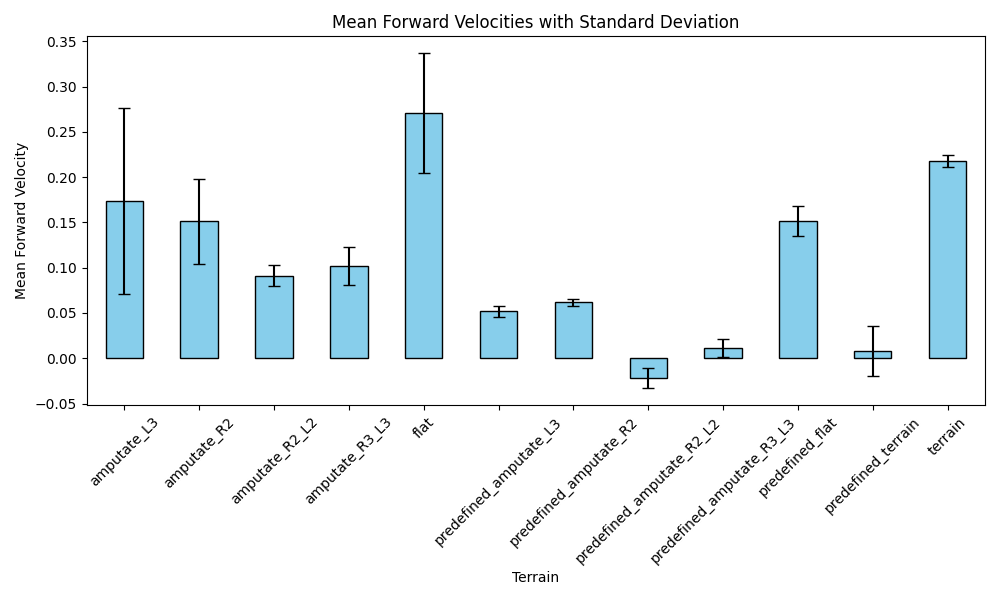 Mean Forward Velocities with Standard Deviation
Mean Forward Velocity
0.35
0.30
0.25
0.20
0.15
0.10
0.05
0.00
−0.05
amputate_L3
amputate_R2
amputate_R2_L2
amputate_R3_L3
flat
predefined_amputate_L3
predefined_amputate_R2
predefined_amputate_R2_L2
predefined_amputate_R3_L3
predefined_flat
predefined_terrain
terrain
Terrain